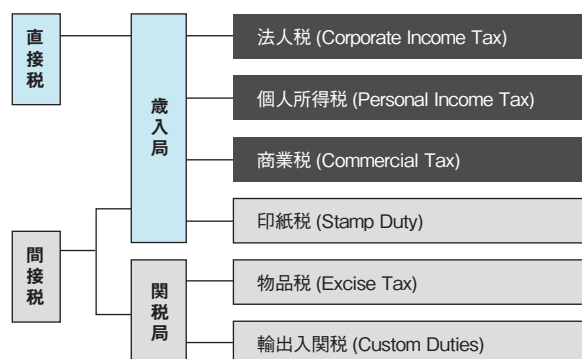 直接税
間接税
歳入局
関税局
法人税 (Corporate Income Tax)
個人所得税 (Personal Income Tax)
商業税 (Commercial Tax)
印紙税 (Stamp Duty)
物品税 (Excise Tax)
輸出入関税 (Custom Duties)